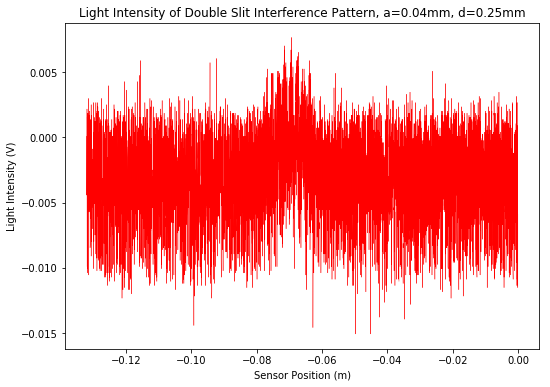 Light Intensity of Double Slit Interference Pattern, a=0.04mm, d=0.25mm
0.005
0.000
−0.005
−0.010
−0.015
Light Intensity (V)
−0.12 −0.10 −0.08 −0.06 −0.04 −0.02 0.00
Sensor Position (m)